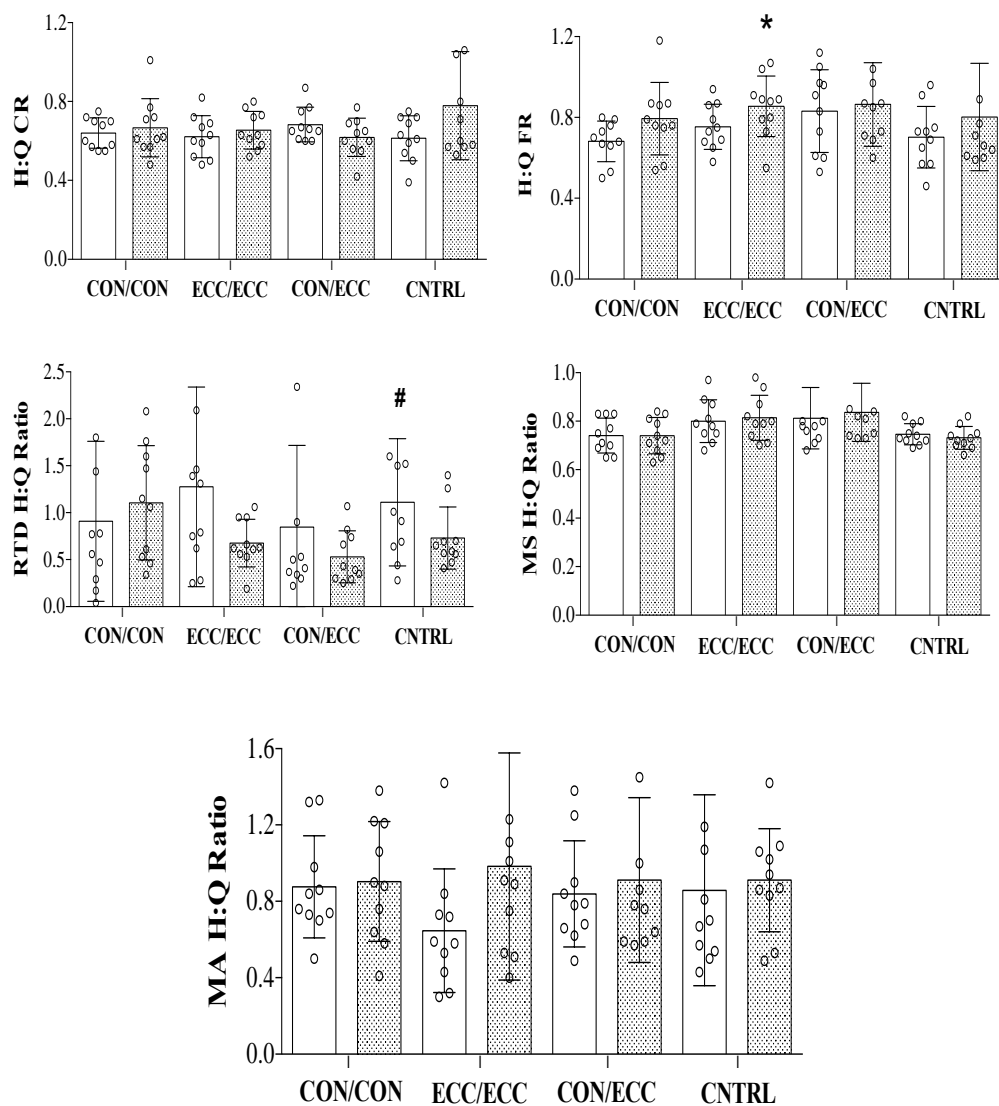 H:Q CR
1.2
0.8
0.4
0.0
CON/CON ECC/ECC CON/ECC CNTRL
H:Q FR
1.2
0.8
0.4
0.0
*
CON/CON ECC/ECC CON/ECC CNTRL
RTD H:Q Ratio
2.5
2.0
1.5
1.0
0.5
0.0
#
CON/CON ECC/ECC CON/ECC CNTRL
MS H:Q Ratio
1.0
0.8
0.6
0.4
0.2
0.0
CON/CON ECC/ECC CON/ECC CNTRL
MA H:Q Ratio
1.6
1.2
0.8
0.4
0.0
CON/CON ECC/ECC CON/ECC CNTRL